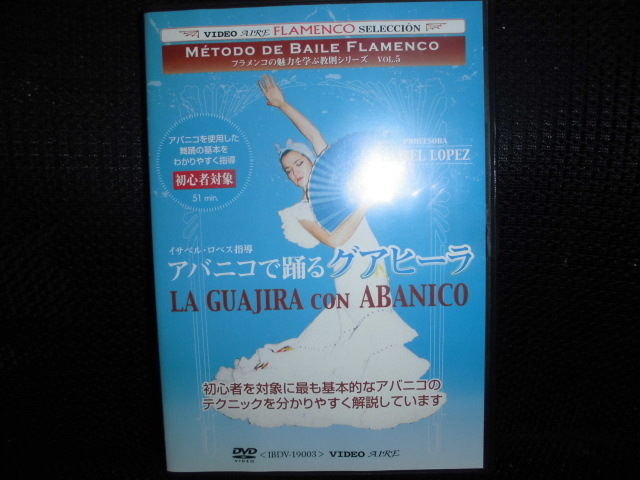 VIDEO AIRE FLAMENCO SELECCIÓN
MÉTODO DE BAILE FLAMENCO
フラメンコの魅力を学ぶ教則シリーズ VOL.5
アバニコを使用した
舞踊の基本を
わかりやすく指導
初心者対象
51 min.
PROFESORA
EL LOPEZ
イサベル・ロペス指導
アバニコで踊る グアヒーラ
LA GUAJIRA CON ABANICO
初心者を対象に最も基本的なアバニコの
テクニックを分かりやすく解説しています
DVD VIDEO <IBDV-19003> VIDEO AIRE